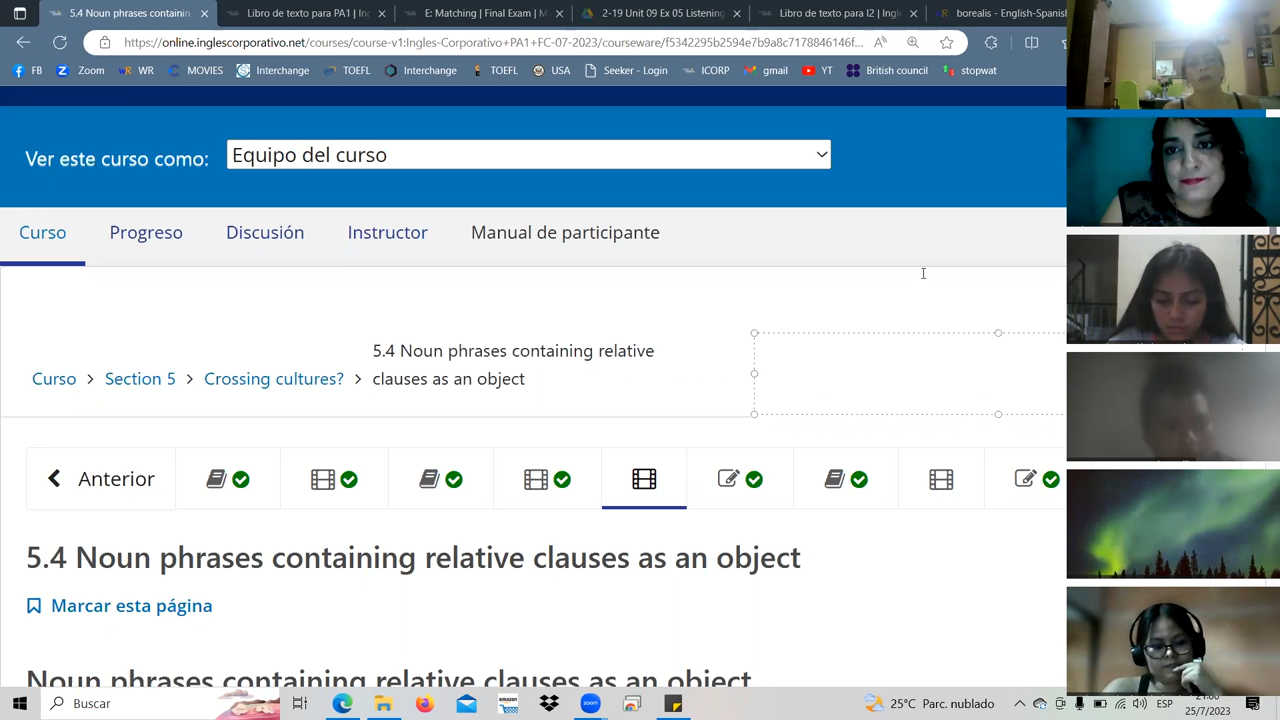 5.4 Noun phrases containin
Libro de texto para PA1 | In
E: Matching | Final Exam | M
2-19 Unit 09 Ex 05 Listening
Libro de texto para I2 | Ingle
borealis - English-Spanish
https://online.inglescorporativo.net/courses/course-v1:Ingles-Corporativo+PA1+FC-07-2023/courseware/f5342295b2594e7b9a8c7178846146f...
FB
Zoom
WR
MOVIES
Interchange
TOEFL
Interchange
TOEFL
USA
Seeker - Login
ICORP
gmail
YT
British council
stopwat
Ver este curso como:
Equipo del curso
Curso
Progreso
Discusión
Instructor
Manual de participante
Curso > Section 5 > Crossing cultures? > 5.4 Noun phrases containing relative
clauses as an object
Anterior
5.4 Noun phrases containing relative clauses as an object
Marcar esta página
Noun phrases containing relative clauses as an object
Buscar
amazon
zoom
25°C Parc. nublado
ESP
25/7/2023